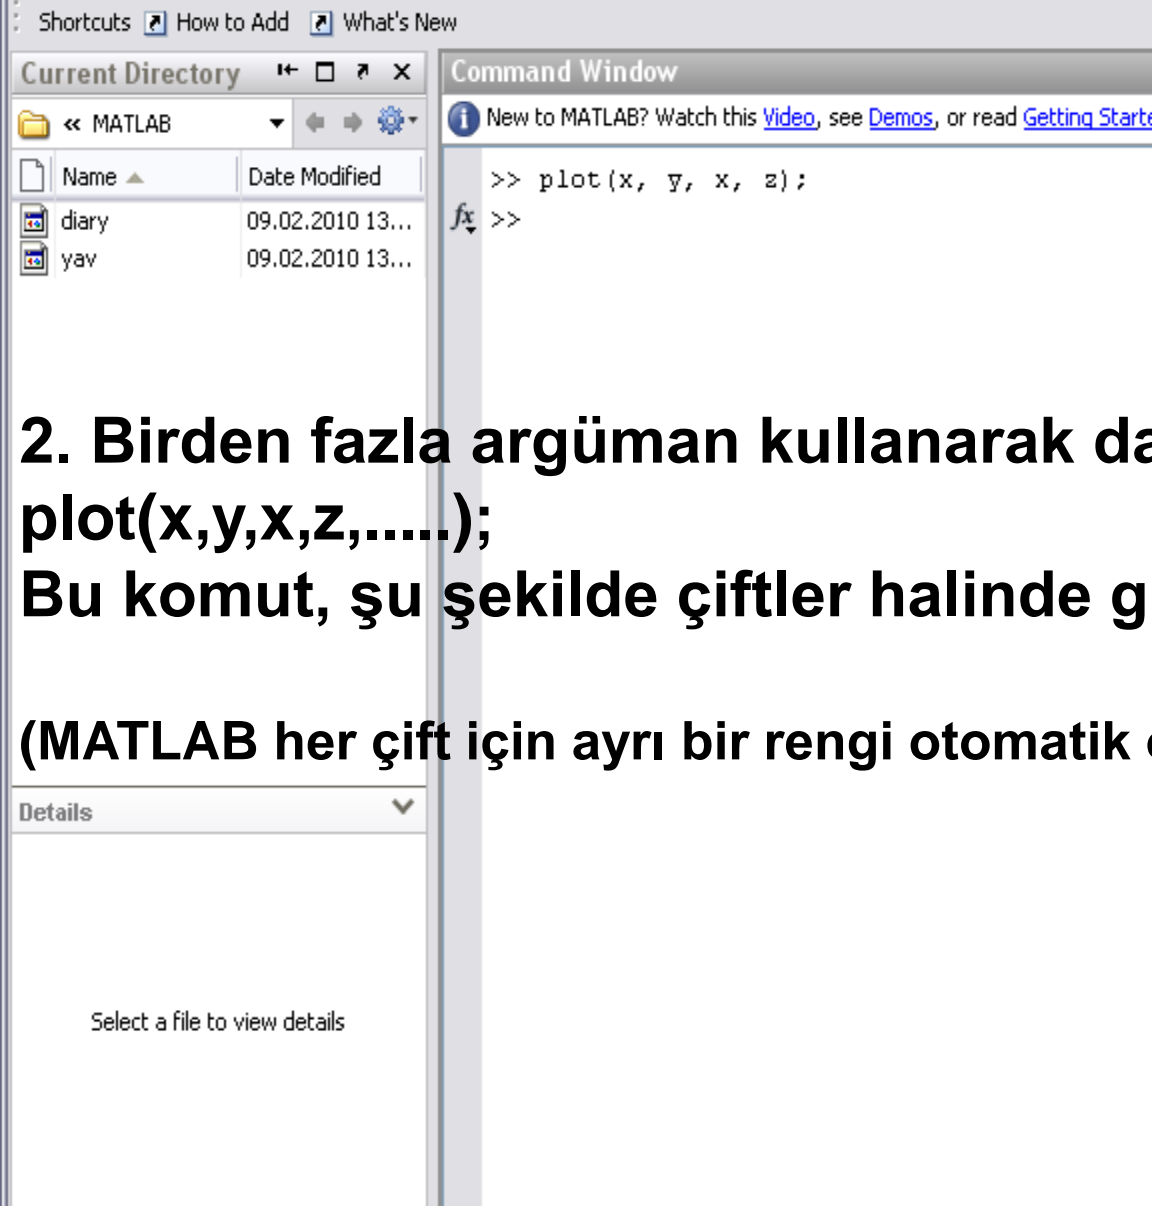 Shortcuts How to Add What's New
Current Directory
« MATLAB
Name Date Modified
diary 09.02.2010 13...
yav 09.02.2010 13...
Command Window
New to MATLAB? Watch this Video, see Demos, or read Getting
>> plot(x, y, x, z);
fx >>
2. Birden fazla argüman kullanarak
plot(x,y,x,z,.....);
Bu komut, şu şekilde çiftler halinde
(MATLAB her çift için ayrı bir rengi otomatik
Details
Select a file to view details